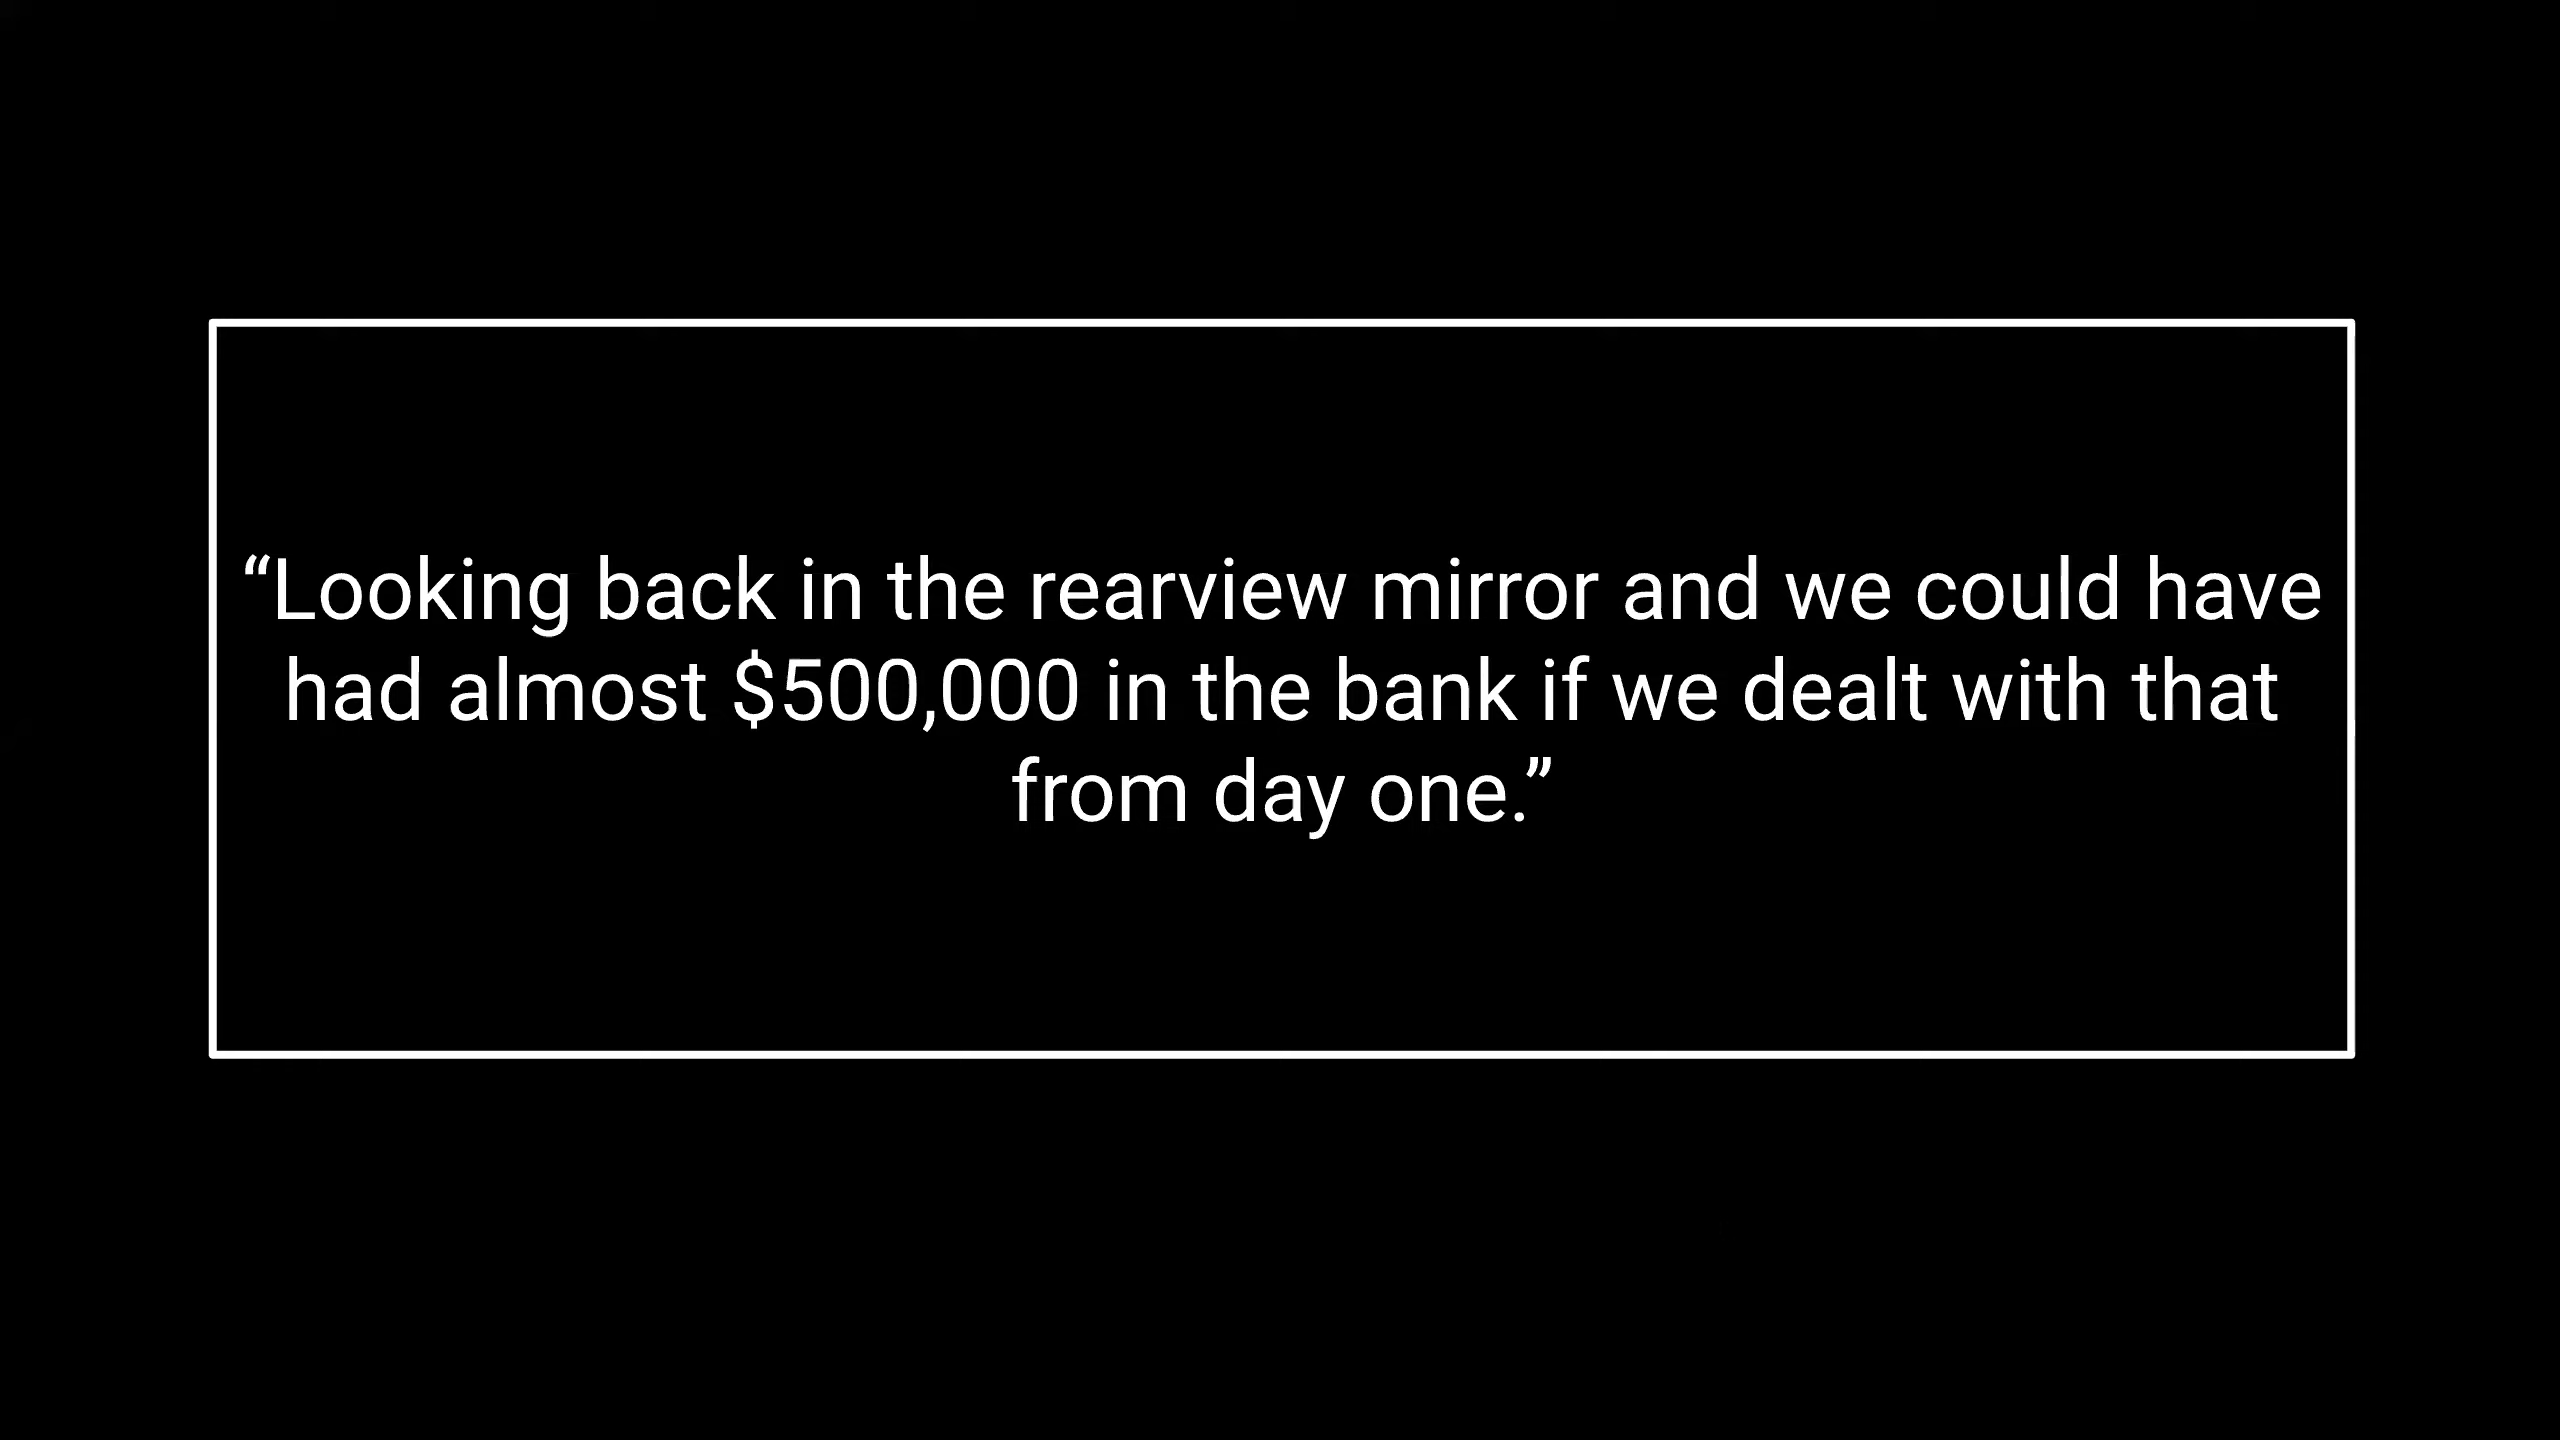 “Looking back in the rearview mirror and we could have
had almost $500,000 in the bank if we dealt with that
from day one.”